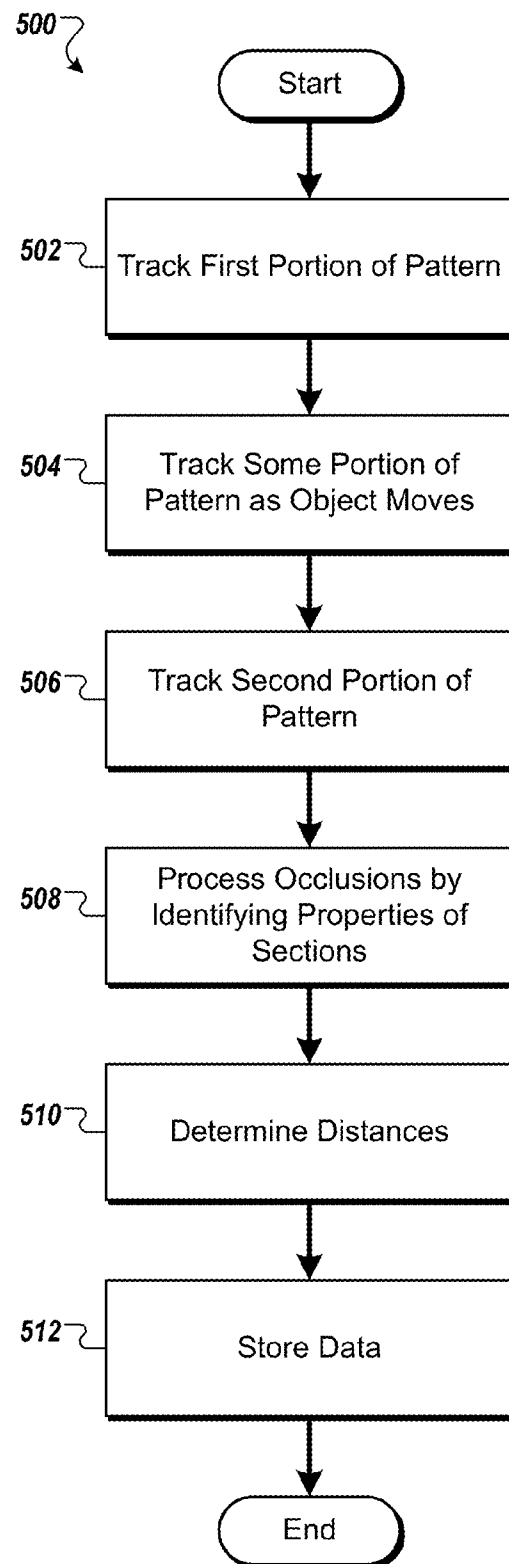 500
Start
502
Track First Portion of Pattern
504
Track Some Portion of
Pattern as Object Moves
506
Track Second Portion of
Pattern
508
Process Occlusions by
Identifying Properties of
Sections
510
Determine Distances
512
Store Data
End